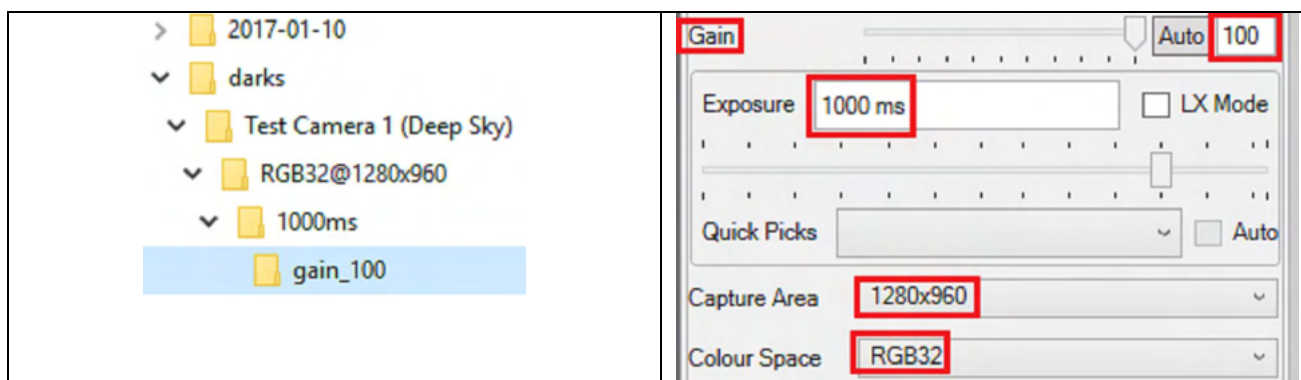 2017-01-10
darks
Test Camera 1 (Deep Sky)
RGB32@1280x960
1000ms
gain_100
Gain Auto 100
Exposure 1000 ms LX Mode
Quick Picks Auto
Capture Area 1280x960
Colour Space RGB32